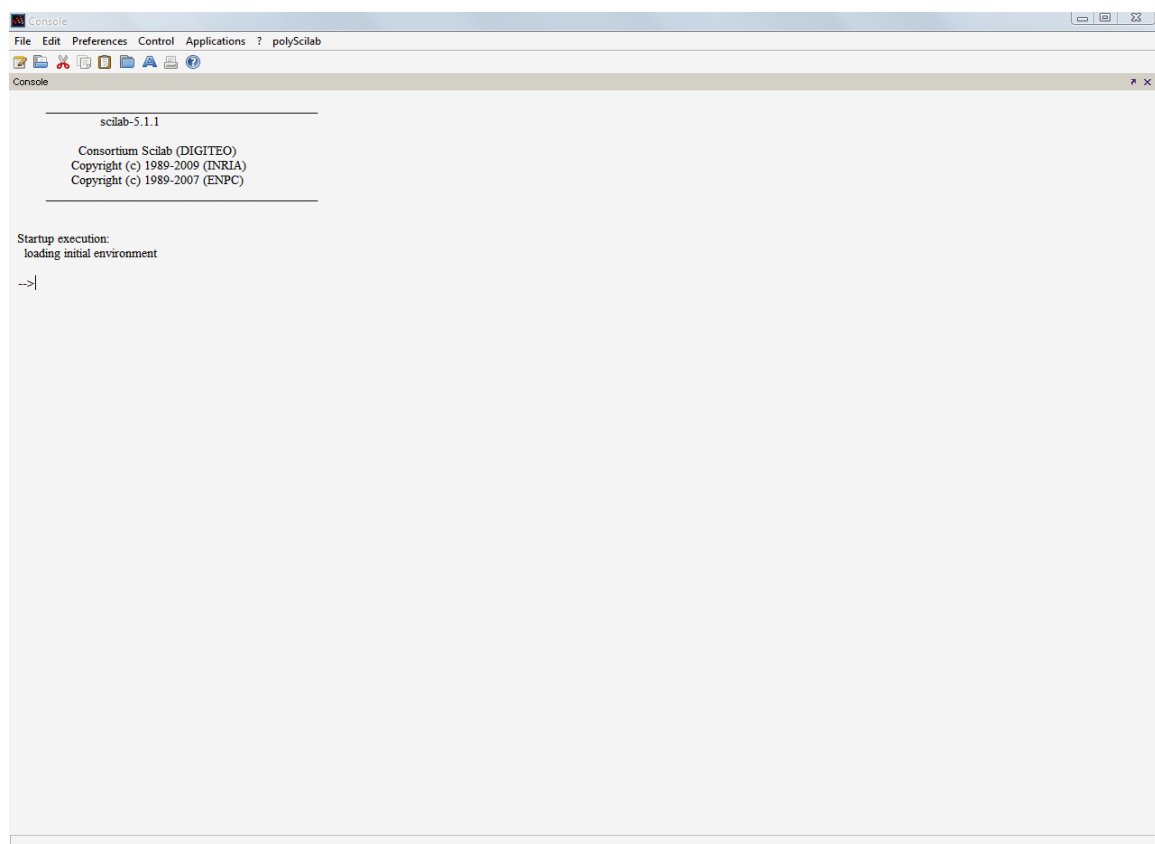 Console
File Edit Preferences Control Applications ? polyScilab
Console
scilab-5.1.1
Consortium Scilab (DIGITEO)
Copyright (c) 1989-2009 (INRIA)
Copyright (c) 1989-2007 (ENPC)
Startup execution:
loading initial environment
-->